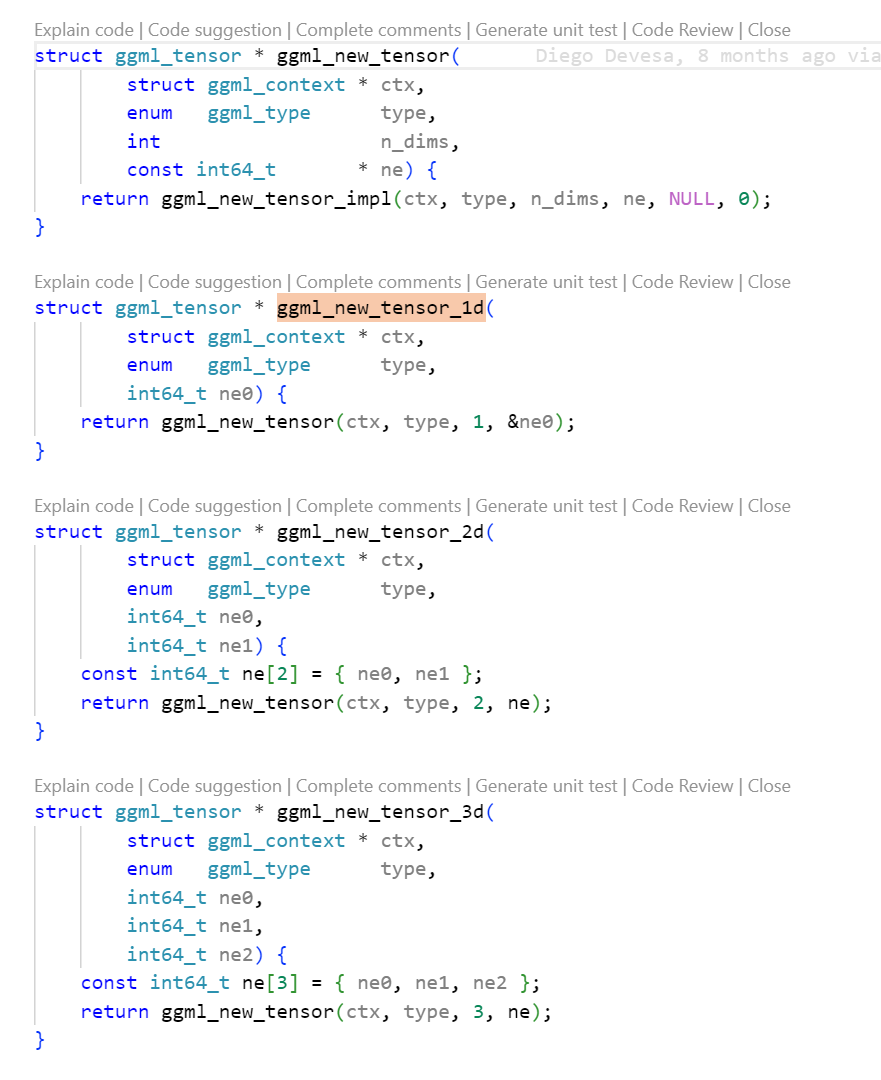 Explain code | Code suggestion | Complete comments | Generate unit test | Code Review | Close
struct ggml_tensor * ggml_new_tensor( Diego Devesa, 8 months ago via
struct ggml_context * ctx,
enum ggml_type type,
int n_dims,
const int64_t * ne) {
return ggml_new_tensor_impl(ctx, type, n_dims, ne, NULL, 0);
}
Explain code | Code suggestion | Complete comments | Generate unit test | Code Review | Close
struct ggml_tensor * ggml_new_tensor_1d(
struct ggml_context * ctx,
enum ggml_type type,
int64_t ne0) {
return ggml_new_tensor(ctx, type, 1, &ne0);
}
Explain code | Code suggestion | Complete comments | Generate unit test | Code Review | Close
struct ggml_tensor * ggml_new_tensor_2d(
struct ggml_context * ctx,
enum ggml_type type,
int64_t ne0,
int64_t ne1) {
const int64_t ne[2] = { ne0, ne1 };
return ggml_new_tensor(ctx, type, 2, ne);
}
Explain code | Code suggestion | Complete comments | Generate unit test | Code Review | Close
struct ggml_tensor * ggml_new_tensor_3d(
struct ggml_context * ctx,
enum ggml_type type,
int64_t ne0,
int64_t ne1,
int64_t ne2) {
const int64_t ne[3] = { ne0, ne1, ne2 };
return ggml_new_tensor(ctx, type, 3, ne);
}